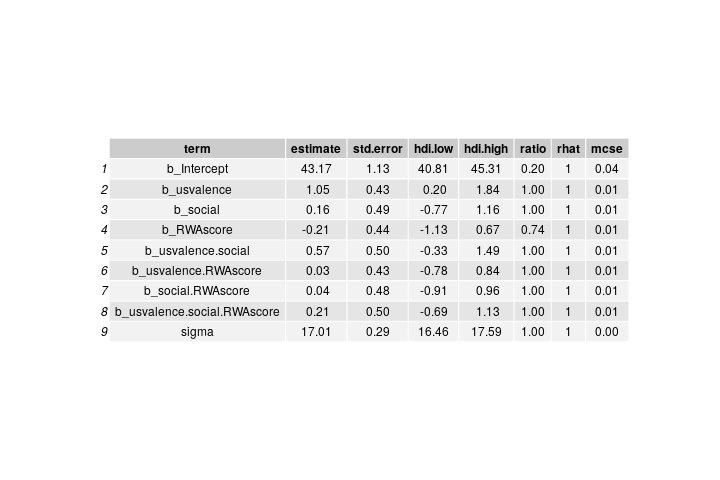 term estimate std.error hdi.low hdi.high ratio rhat mcse
1 b_Intercept 43.17 1.13 40.81 45.31 0.20 1 0.04
2 b_usvalence 1.05 0.43 0.20 1.84 1.00 1 0.01
3 b_social 0.16 0.49 -0.77 1.16 1.00 1 0.01
4 b_RWAscore -0.21 0.44 -1.13 0.67 0.74 1 0.01
5 b_usvalence.social 0.57 0.50 -0.33 1.49 1.00 1 0.01
6 b_usvalence.RWAscore 0.03 0.43 -0.78 0.84 1.00 1 0.01
7 b_social.RWAscore 0.04 0.48 -0.91 0.96 1.00 1 0.01
8 b_usvalence.social.RWAscore 0.21 0.50 -0.69 1.13 1.00 1 0.01
9 sigma 17.01 0.29 16.46 17.59 1.00 1 0.00